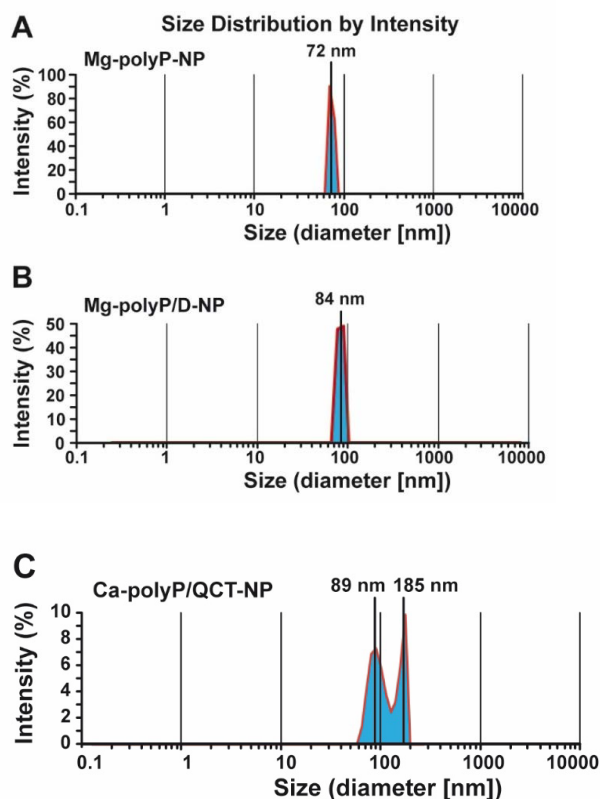 A
Size Distribution by Intensity
Mg-polyP-NP
72 nm
Intensity (%)
100
80
60
40
20
0
0.1 1 10 100 1000 10000
Size (diameter [nm])
B
Mg-polyP/D-NP
84 nm
Intensity (%)
50
40
30
20
10
0
0.1 1 10 100 1000 10000
Size (diameter [nm])
C
Ca-polyP/QCT-NP
89 nm 185 nm
Intensity (%)
10
8
6
4
2
0
0.1 1 10 100 1000 10000
Size (diameter [nm])